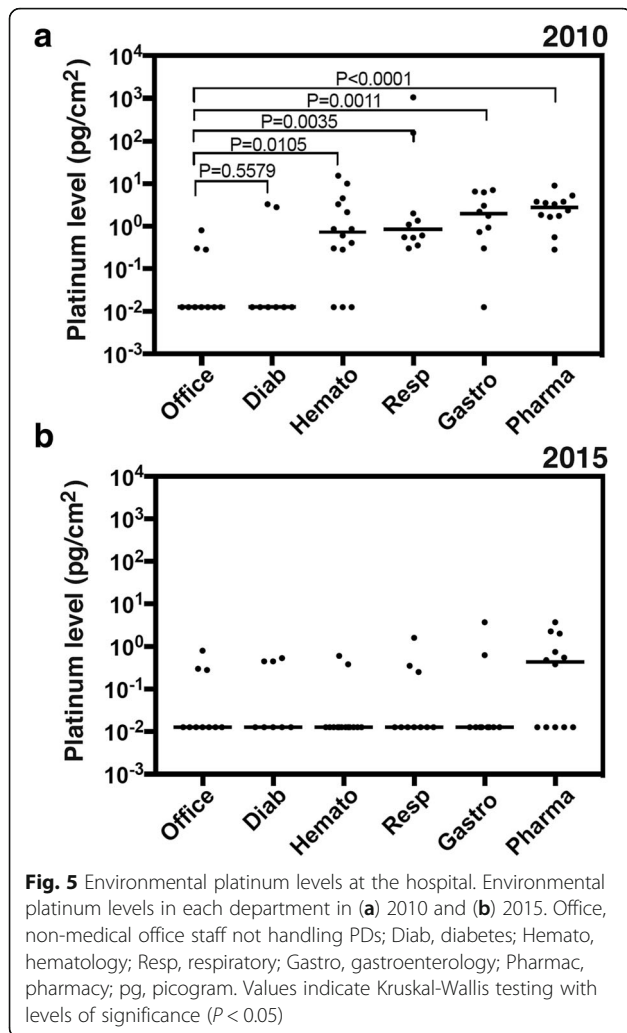 a 2010
Platinum level (pg/cm²)
10⁴
10³
10²
10¹
10⁰
10⁻¹
10⁻²
10⁻³
P<0.0001
P=0.0011
P=0.0035
P=0.0105
P=0.5579
Office Diab Hemato Resp Gastro Pharma
b 2015
Platinum level (pg/cm²)
10⁴
10³
10²
10¹
10⁰
10⁻¹
10⁻²
10⁻³
Office Diab Hemato Resp Gastro Pharma
Fig. 5 Environmental platinum levels at the hospital. Environmental
platinum levels in each department in (a) 2010 and (b) 2015. Office,
non-medical office staff not handling PDs; Diab, diabetes; Hemato,
hematology; Resp, respiratory; Gastro, gastroenterology; Pharmac,
pharmacy; pg, picogram. Values indicate Kruskal-Wallis testing with
levels of significance (P < 0.05)